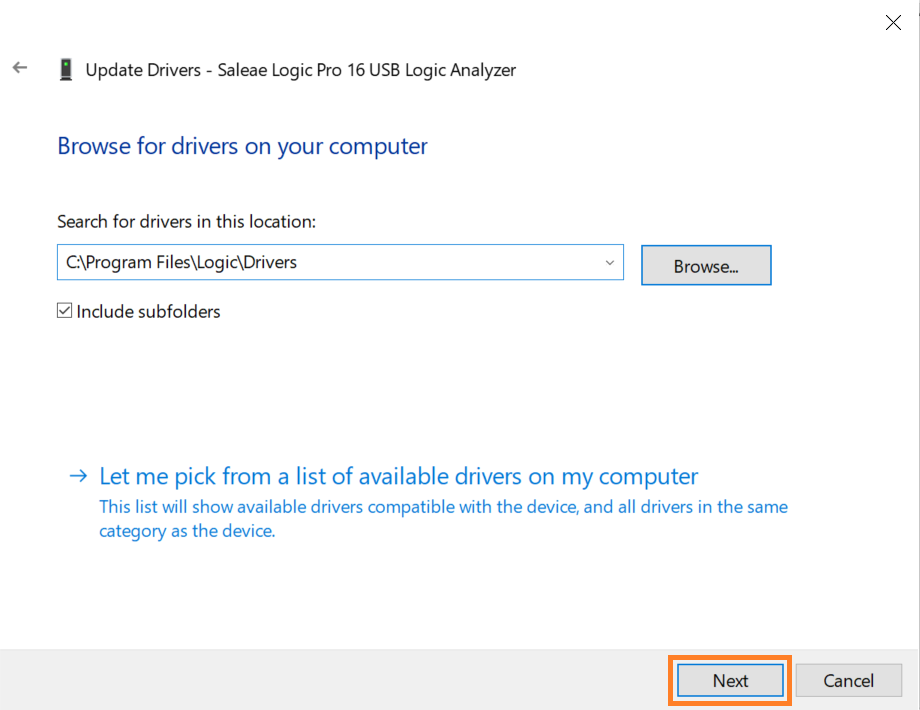 Update Drivers - Saleae Logic Pro 16 USB Logic Analyzer
Browse for drivers on your computer
Search for drivers in this location:
C:\Program Files\Logic\Drivers
Browse...
Include subfolders
Let me pick from a list of available drivers on my computer
This list will show available drivers compatible with the device, and all drivers in the same
category as the device.
Next
Cancel